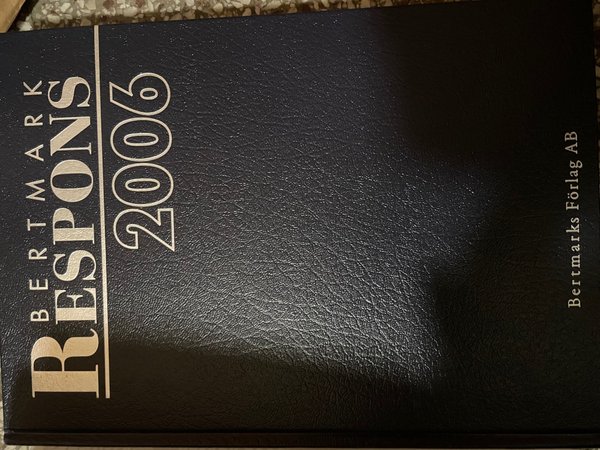 BERTMARK
RESPONS
2006
Bertmarks Förlag AB